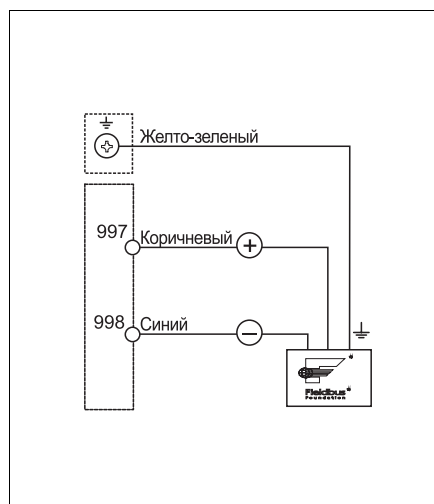 Желто-зеленый
997
Коричневый
998
Синий
Fieldbus
Foundation